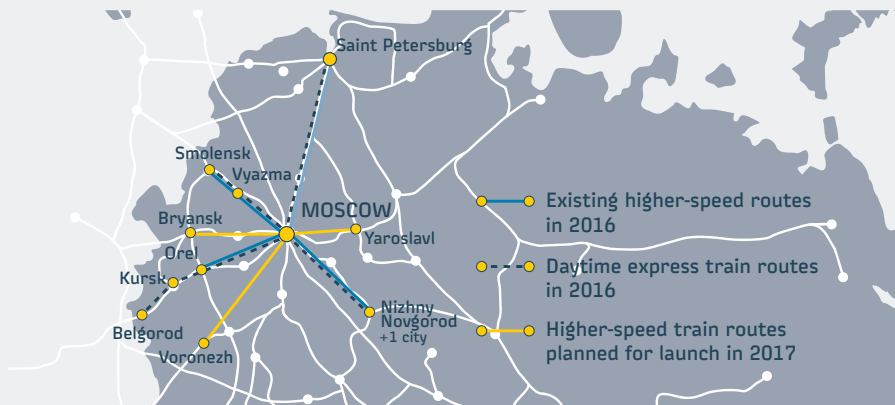 Saint Petersburg
Smolensk
Vyazma
MOSCOW
Bryansk
Yaroslavl
Orel
Kursk
Nizhny
Novgorod
+1 city
Belgorod
Voronezh
Existing higher-speed routes
in 2016
Daytime express train routes
in 2016
Higher-speed train routes
planned for launch in 2017